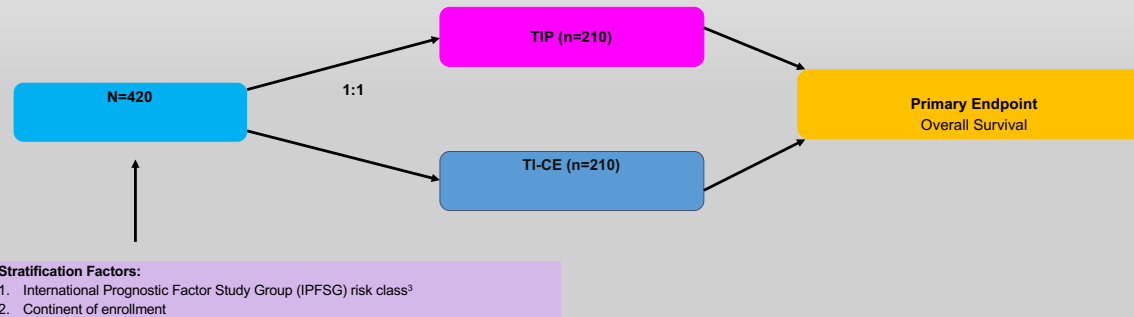 TIP (n=210)
N=420
1:1
Primary Endpoint
Overall Survival
TI-CE (n=210)
Stratification Factors:
1. International Prognostic Factor Study Group (IPFSG) risk class³
2. Continent of enrollment